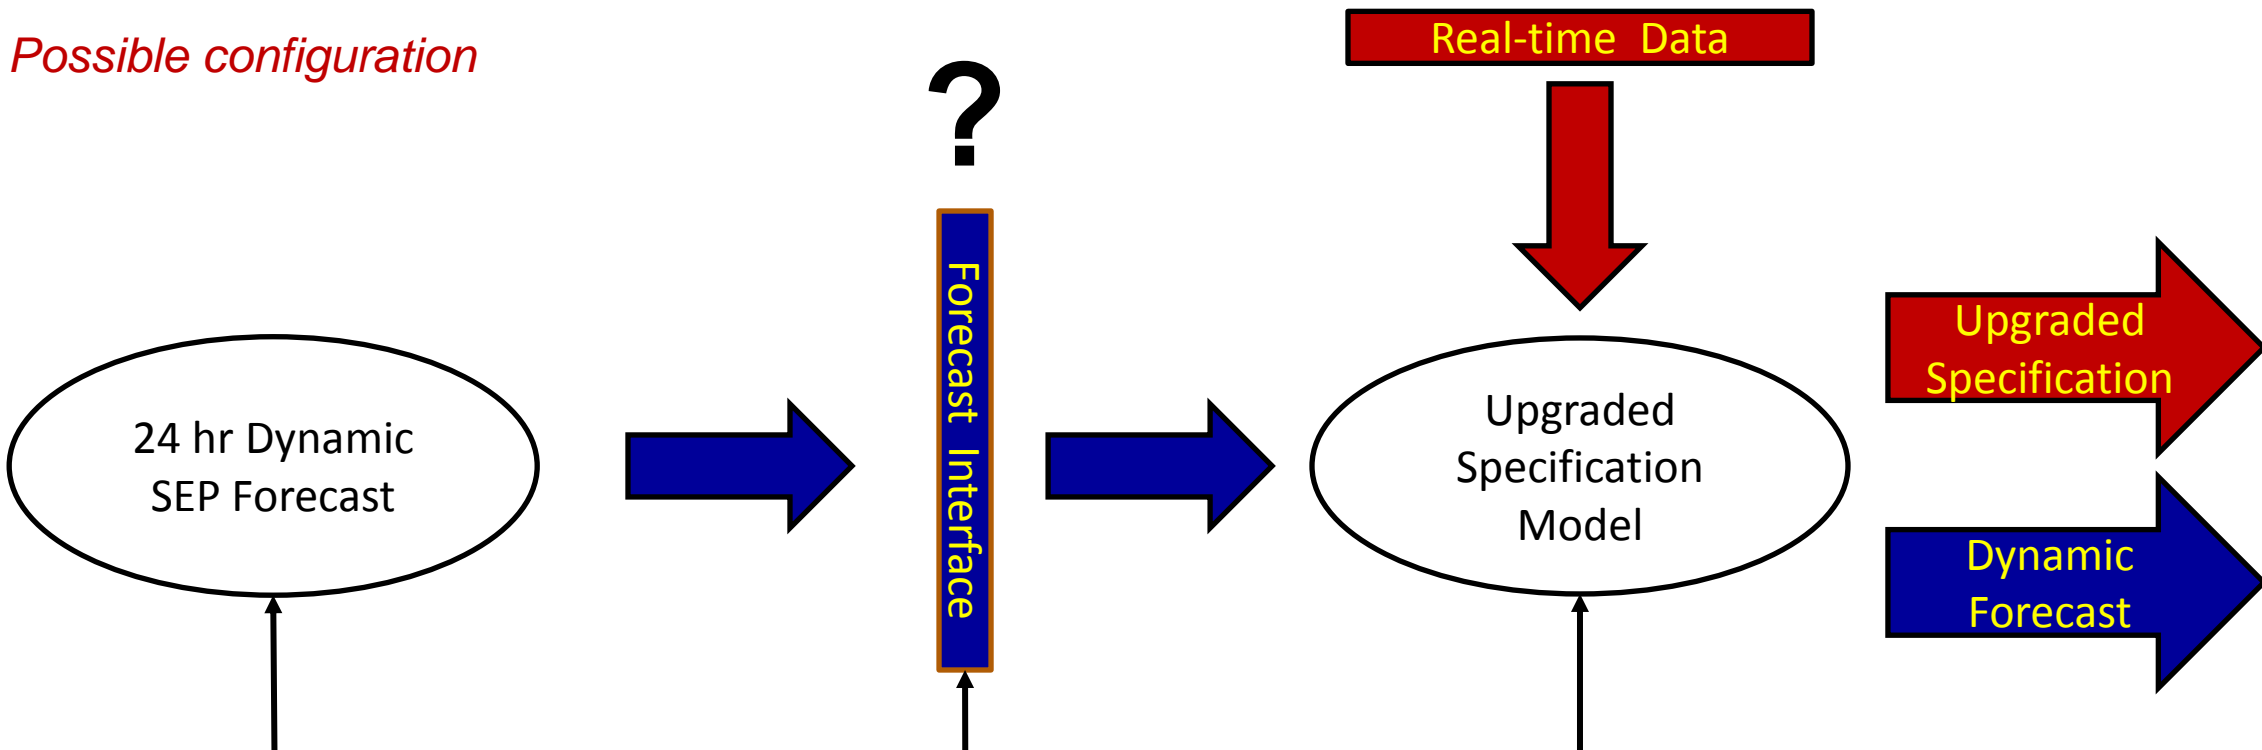 Possible configuration
?
Real-time Data
24 hr Dynamic
SEP Forecast
Forecast Interface
Upgraded
Specification
Model
Upgraded
Specification
Dynamic
Forecast